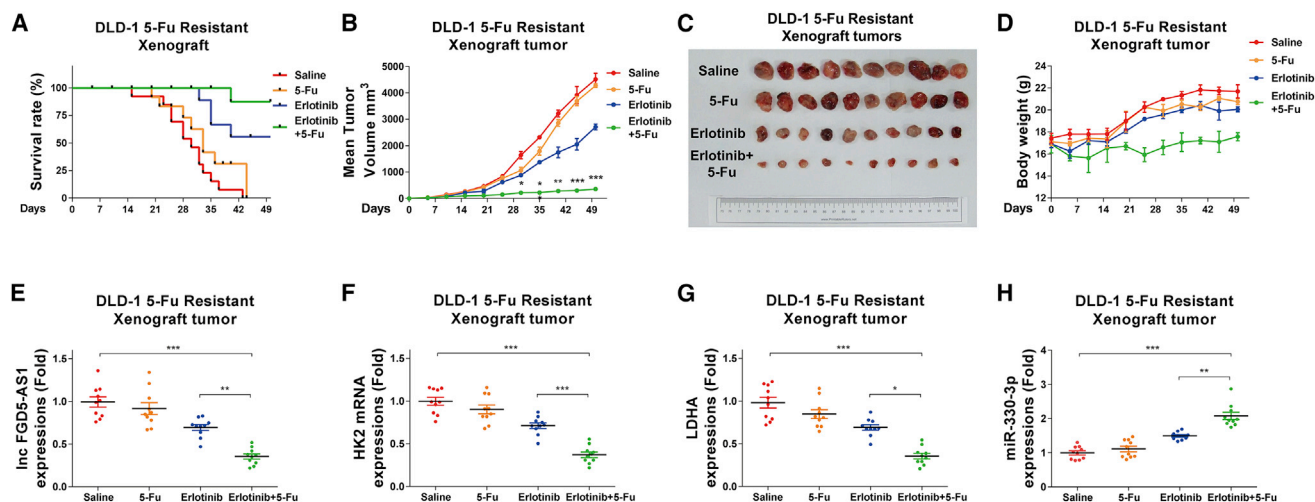 A
DLD-1 5-Fu Resistant
Xenograft
Survival rate (%)
100
75
50
25
0
Days
0 7 14 21 28 35 42 49
Saline
5-Fu
Erlotinib
Erlotinib
+5-Fu
B
DLD-1 5-Fu Resistant
Xenograft tumor
Mean Tumor
Volume mm3
5000
4000
3000
2000
1000
500
0
Days
0 7 14 21 28 35 42 49
* * ** *** ***
*
Saline
5-Fu
Erlotinib
Erlotinib
+5-Fu
C
DLD-1 5-Fu Resistant
Xenograft tumors
Saline
5-Fu
Erlotinib
Erlotinib+
5-Fu
D
DLD-1 5-Fu Resistant
Xenograft tumor
Body weight (g)
24
22
20
18
16
14
12
Days
0 7 14 21 28 35 42 49
Saline
5-Fu
Erlotinib
Erlotinib
+5-Fu
E
DLD-1 5-Fu Resistant
Xenograft tumor
lnc FGD5-AS1
expressions (Fold)
1.5
1.0
0.5
0.0
***
**
Saline 5-Fu Erlotinib Erlotinib+5-Fu
F
DLD-1 5-Fu Resistant
Xenograft tumor
HK2 mRNA
expressions (Fold)
1.5
1.0
0.5
0.0
***
***
Saline 5-Fu Erlotinib Erlotinib+5-Fu
G
DLD-1 5-Fu Resistant
Xenograft tumor
LDHA
expressions (Fold)
1.5
1.0
0.5
0.0
***
*
Saline 5-Fu Erlotinib Erlotinib+5-Fu
H
DLD-1 5-Fu Resistant
Xenograft tumor
miR-330-3p
expressions (Fold)
4
3
2
1
0
***
**
Saline 5-Fu Erlotinib Erlotinib+5-Fu